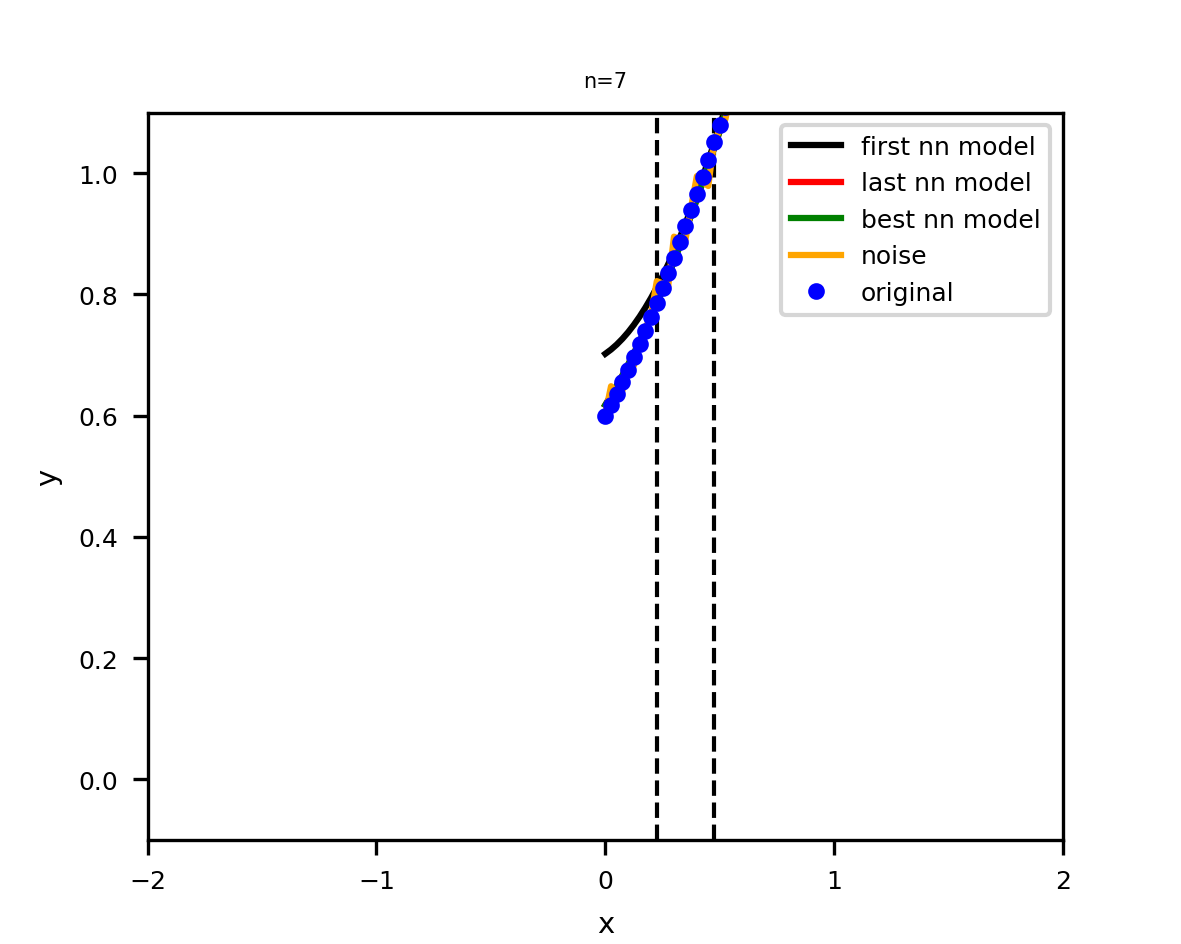 n=7
1.0
0.8
0.6
0.4
0.2
0.0
y
first nn model
last nn model
best nn model
noise
original
−2
−1
0
1
2
x